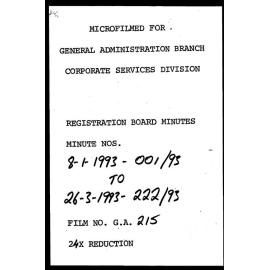 MICROFILMED FOR.
GENERAL ADMINISTRATION BRANCH
CORPORATE SERVICES DIVISION
REGISTRATION BOARD MINUTES
MINUTE NOS.
8-1-1993 - 001/93
TO
26-3-1993 - 222/93
FILM NO. G.A. 215
24X REDUCTION